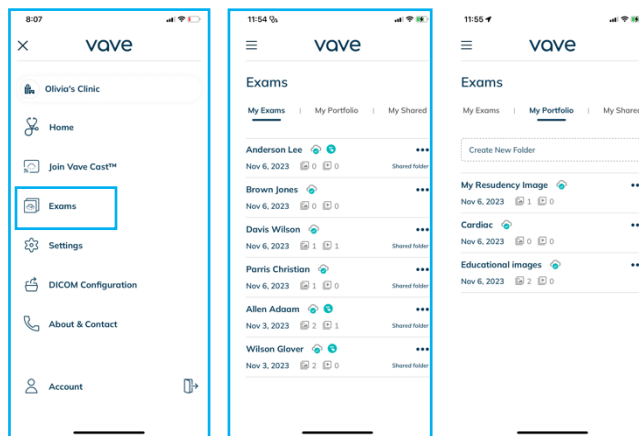 8:07
vave
Olivia's Clinic
Home
Join Vave Cast™
Exams
Settings
DICOM Configuration
About & Contact
Account
11:54
vave
Exams
My Exams | My Portfolio | My Shared
Anderson Lee
Nov 6, 2023 0 0 Shared folder
Brown Jones
Nov 6, 2023 0 0
Davis Wilson
Nov 6, 2023 1 1 Shared folder
Parris Christian
Nov 6, 2023 1 0 Shared folder
Allen Adaam
Nov 3, 2023 2 1 Shared folder
Wilson Glover
Nov 3, 2023 2 0 Shared folder
11:55
vave
Exams
My Exams | My Portfolio | My Shared
Create New Folder
My Resudency Image
Nov 6, 2023 1 0
Cardiac
Nov 6, 2023 0 0
Educational images
Nov 6, 2023 2 0